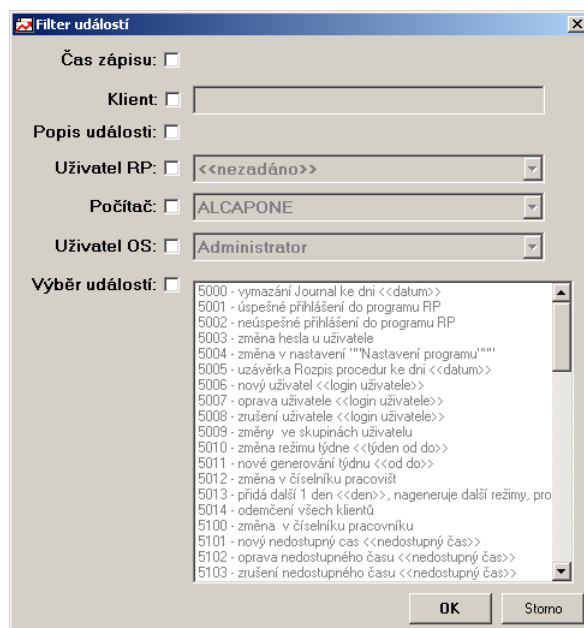 Filter událostí
Čas zápisu:
Klient:
Popis události:
Uživatel RP: <<nezadáno>>
Počítač: ALCAPONE
Uživatel OS: Administrator
Výběr událostí:
5000 - vymazání Journal ke dni <<datum>>
5001 - úspešné přihlášení do programu RP
5002 - neúspešné přihlášení do programu RP
5003 - změna hesla u uživatele
5004 - změna v nastavení '""Nastavení programu'""'
5005 - uzávěrka Rozpis procedur ke dni <<datum>>
5006 - nový uživatel <<login uživatele>>
5007 - oprava uživatele <<login uživatele>>
5008 - zrušení uživatele <<login uživatele>>
5009 - změny  ve skupinách uživatelu
5010 - změna režimu týdne <<týden od do>>
5011 - nové generování týdnu <<od do>>
5012 - změna v číselníku pracovišt
5013 - přidá další 1 den <<den>>, nageneruje další režimy, pro
5014 - odemčení všech klientů
5100 - změna  v číselníku pracovníku
5101 - nový nedostupný cas <<nedostupný čas>>
5102 - oprava nedostupného času <<nedostupný čas>>
5103 - zrušení nedostupného času <<nedostupný čas>>
OK Storno